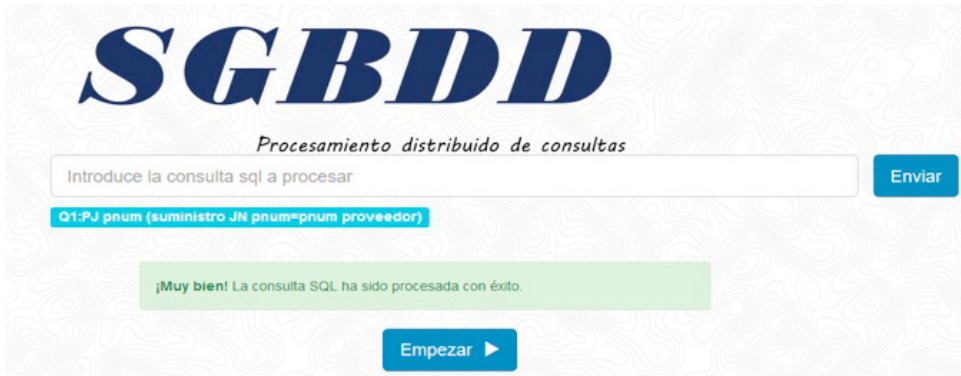 SGBDD
Procesamiento distribuido de consultas
Introduce la consulta sql a procesar
Enviar
Q1:PJ pnum (suministro JN pnum=pnum proveedor)
¡Muy bien! La consulta SQL ha sido procesada con éxito.
Empezar